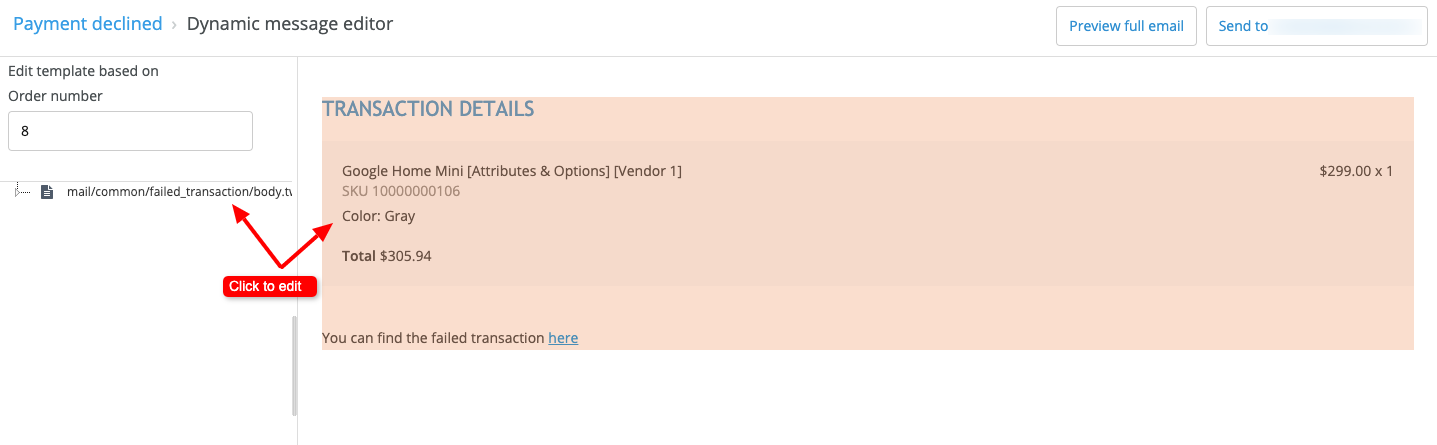 Payment declined › Dynamic message editor
Preview full email
Send to
Edit template based on
Order number
8
mail/common/failed_transaction/body.tw
Click to edit
TRANSACTION DETAILS
Google Home Mini [Attributes & Options] [Vendor 1] $299.00 x 1
SKU 10000000106
Color: Gray
Total $305.94
You can find the failed transaction here